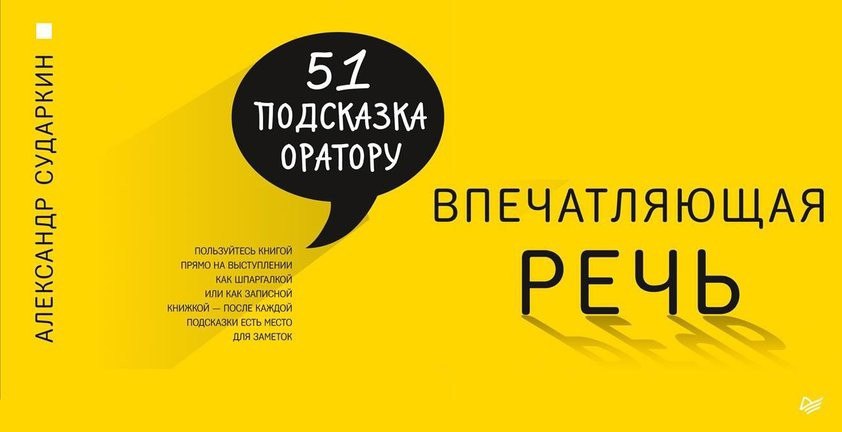 АЛЕКСАНДР СУДАРКИН
51
ПОДСКАЗКА
ОРАТОРУ
ВПЕЧАТЛЯЮЩАЯ
РЕЧЬ
ПОЛЬЗУЙТЕСЬ КНИГОЙ
ПРЯМО НА ВЫСТУПЛЕНИИ
КАК ШПАРГАЛКОЙ
ИЛИ КАК ЗАПИСНОЙ
КНИЖКОЙ — ПОСЛЕ КАЖДОЙ
ПОДСКАЗКИ ЕСТЬ МЕСТО
ДЛЯ ЗАМЕТОК